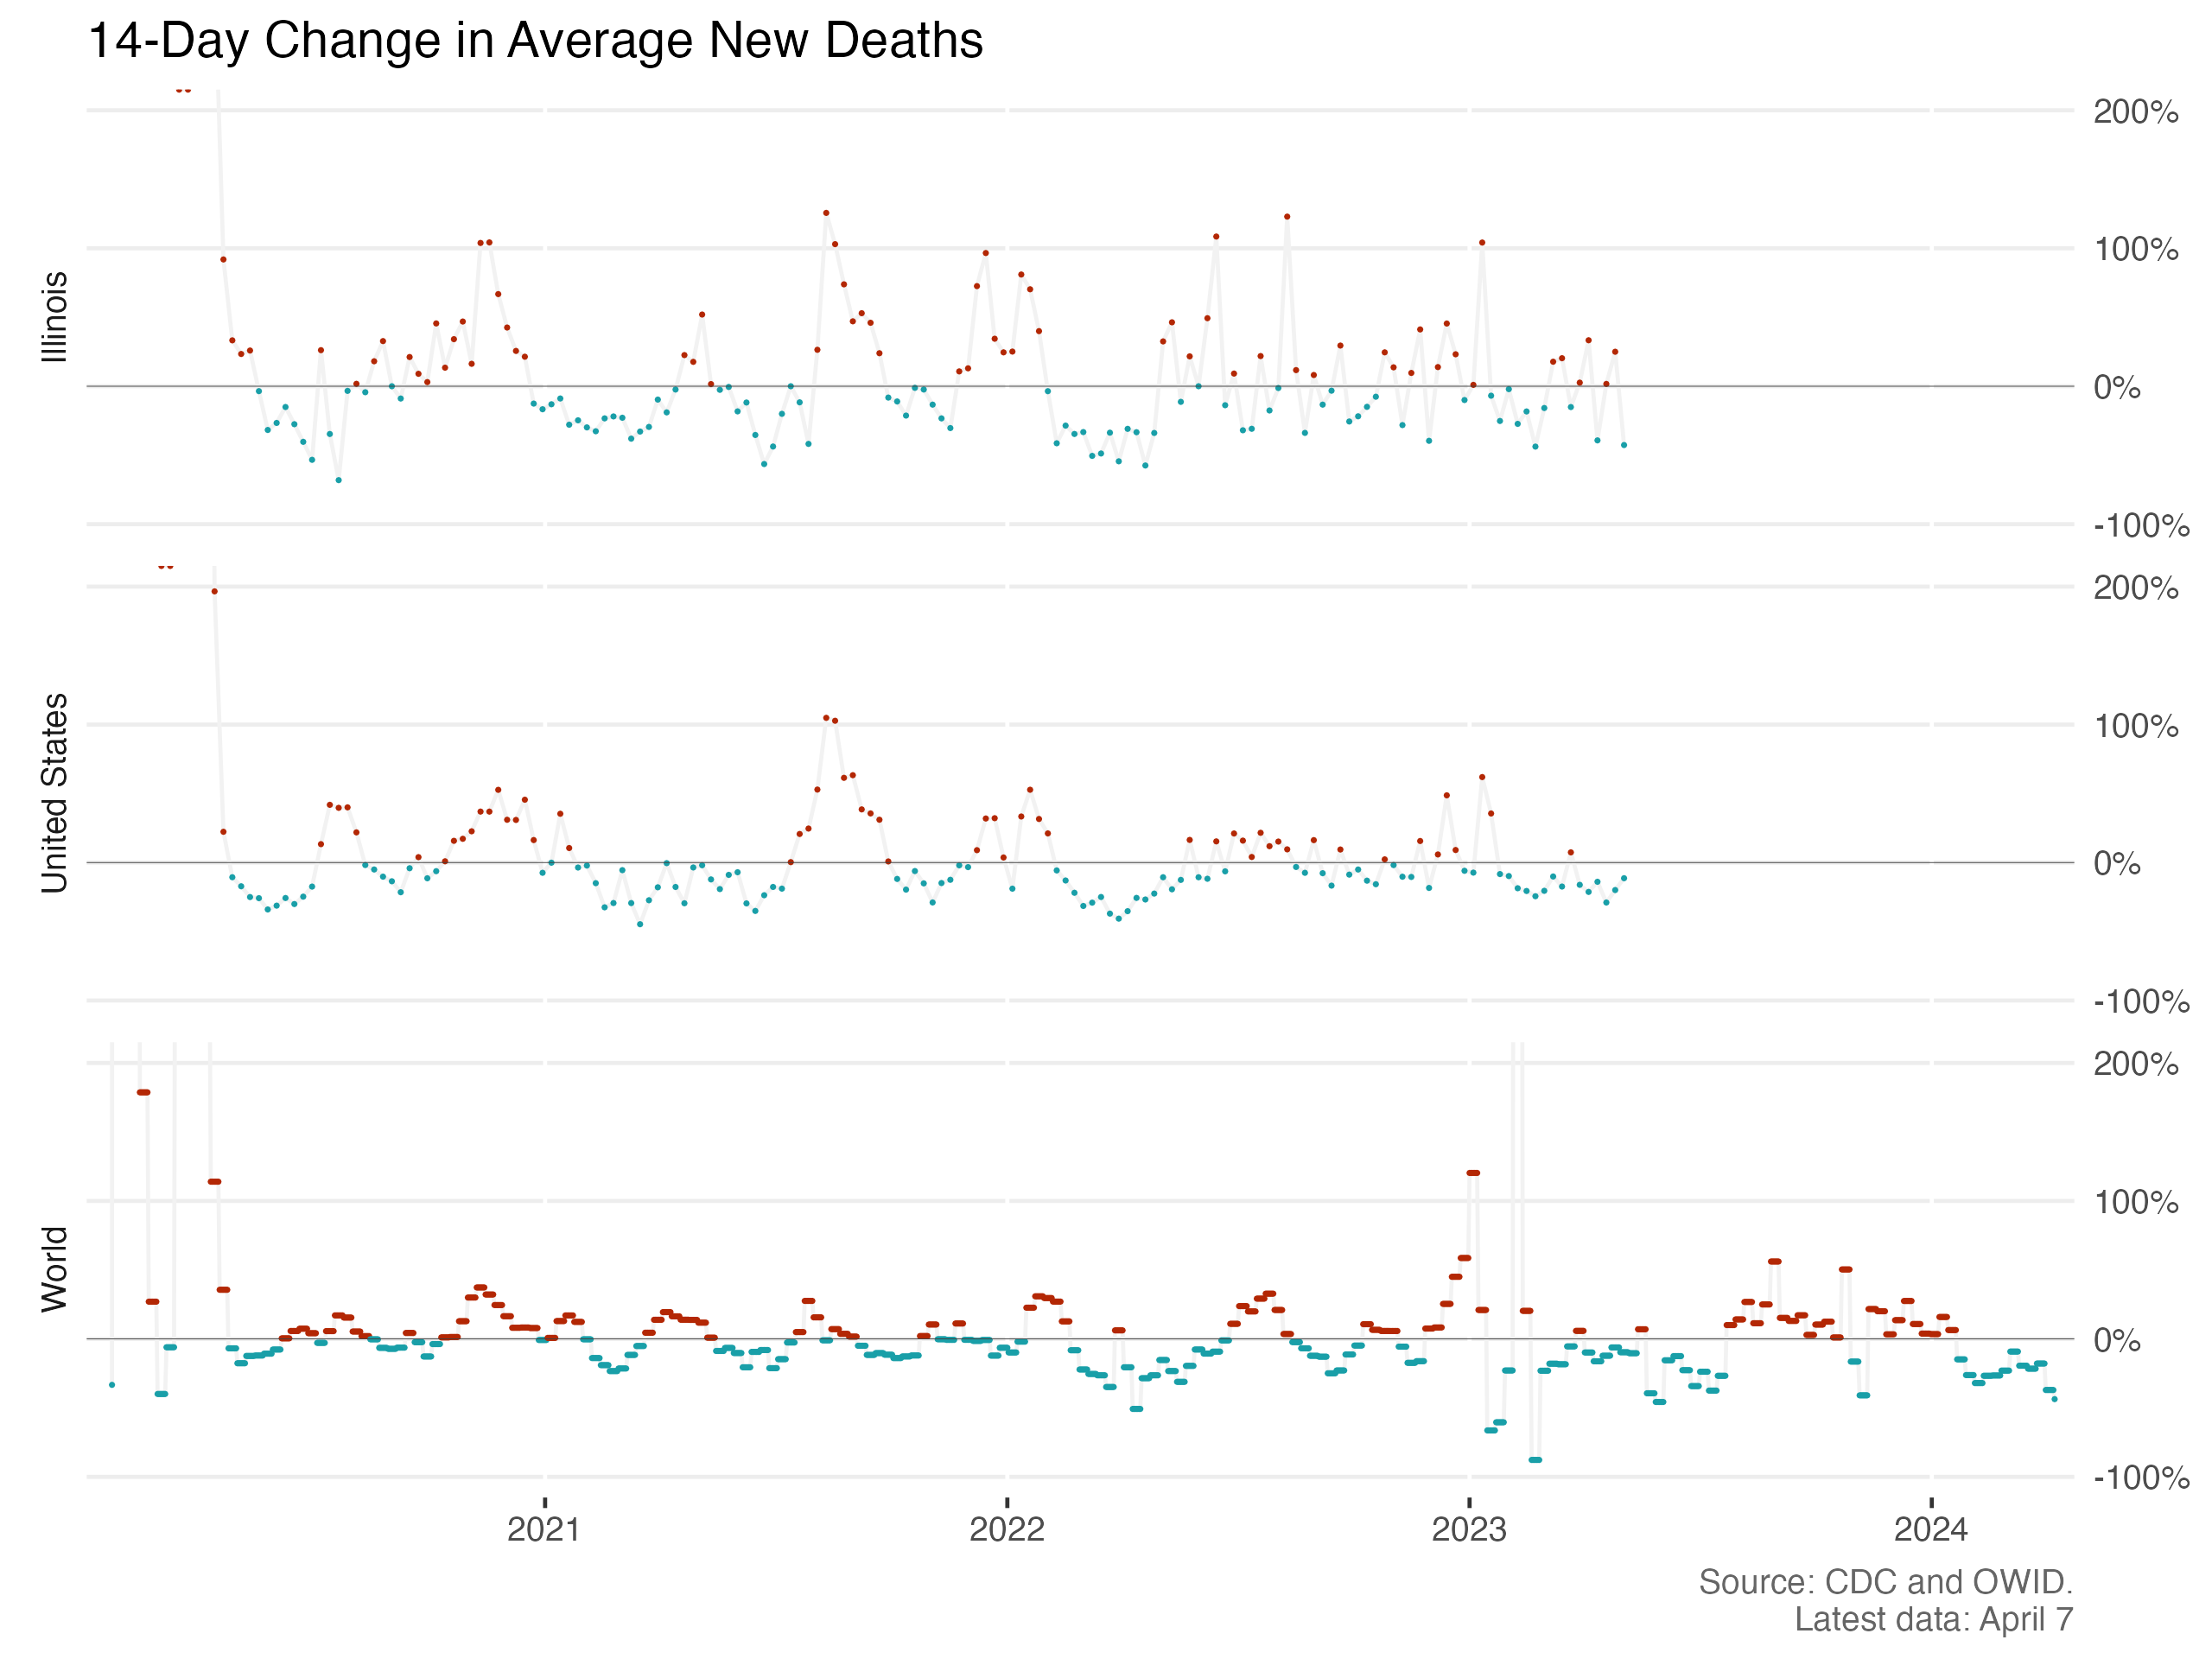 14-Day Change in Average New Deaths
Illinois
200%
100%
0%
-100%
United States
200%
100%
0%
-100%
World
200%
100%
0%
-100%
2021
2022
2023
2024
Source: CDC and OWID.
Latest data: April 7